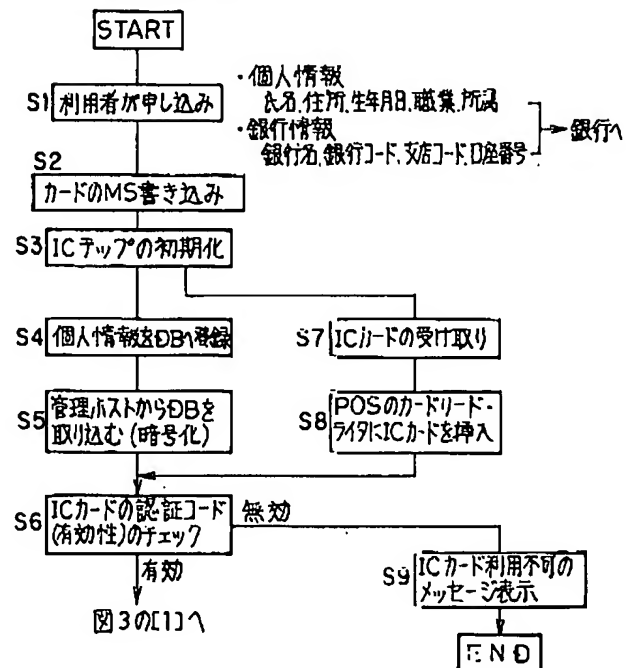 START
S1 利用者が申し込み
・個人情報
氏名、住所、生年月日、職業、所属
・銀行情報
銀行名、銀行コード、支店コード、口座番号
銀行へ
S2
カードのMS書き込み
S3 ICチップの初期化
S4 個人情報をDBへ登録
S7 ICカードの受け取り
S5 管理ホストからDBを
取り込む(暗号化)
S8 POSのカードリード・
ライタにICカードを挿入
S6 ICカードの認証コード
(有効性)のチェック
無効
有効
図3の[1]へ
S9 ICカード利用不可の
メッセージ表示
END